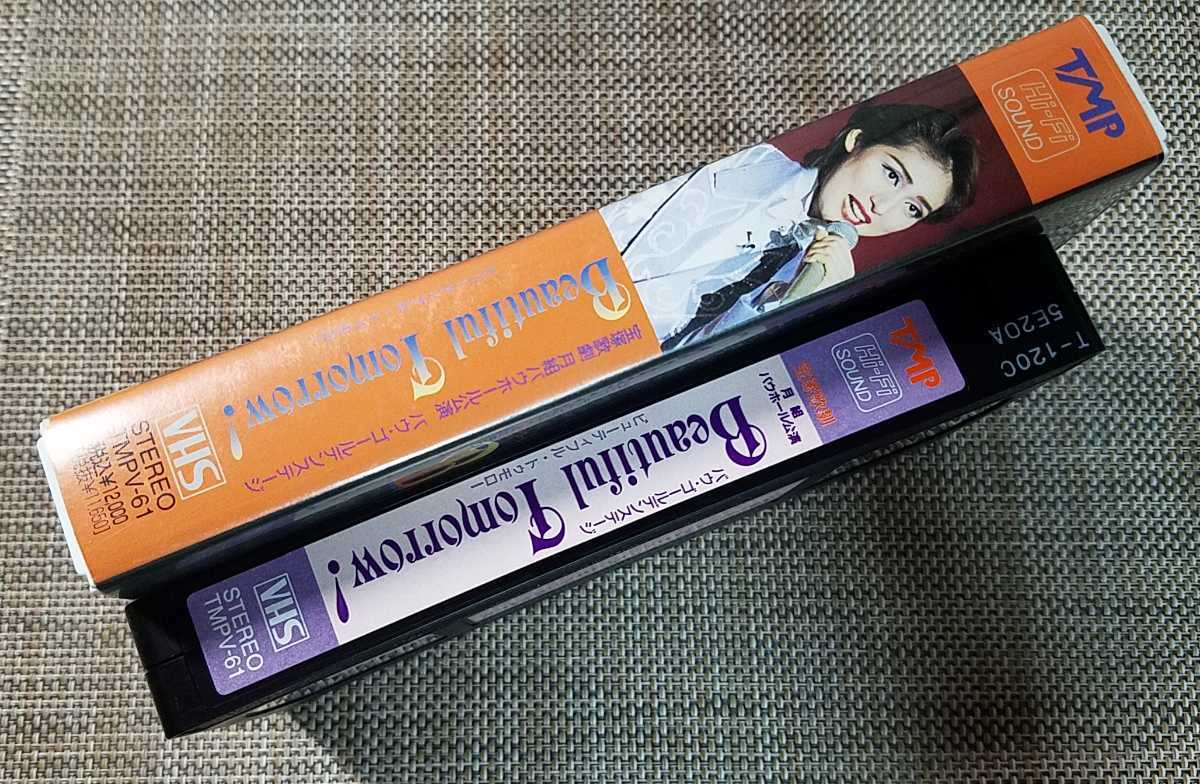 TMP
Hi-Fi
SOUND
Beautiful Tomorrow!
宝塚歌劇 月組バウホール公演 バウ・ゴールデンステージ
VHS
STEREO
TMPV-61
税込¥12,000
TMP
Hi-Fi
SOUND
宝塚歌劇
月組
バウホール公演
バウ・ゴールデンステージ
Beautiful Tomorrow!
ビューティフル・トゥモロー
VHS
STEREO
TMPV-61
T-120C
5E20A